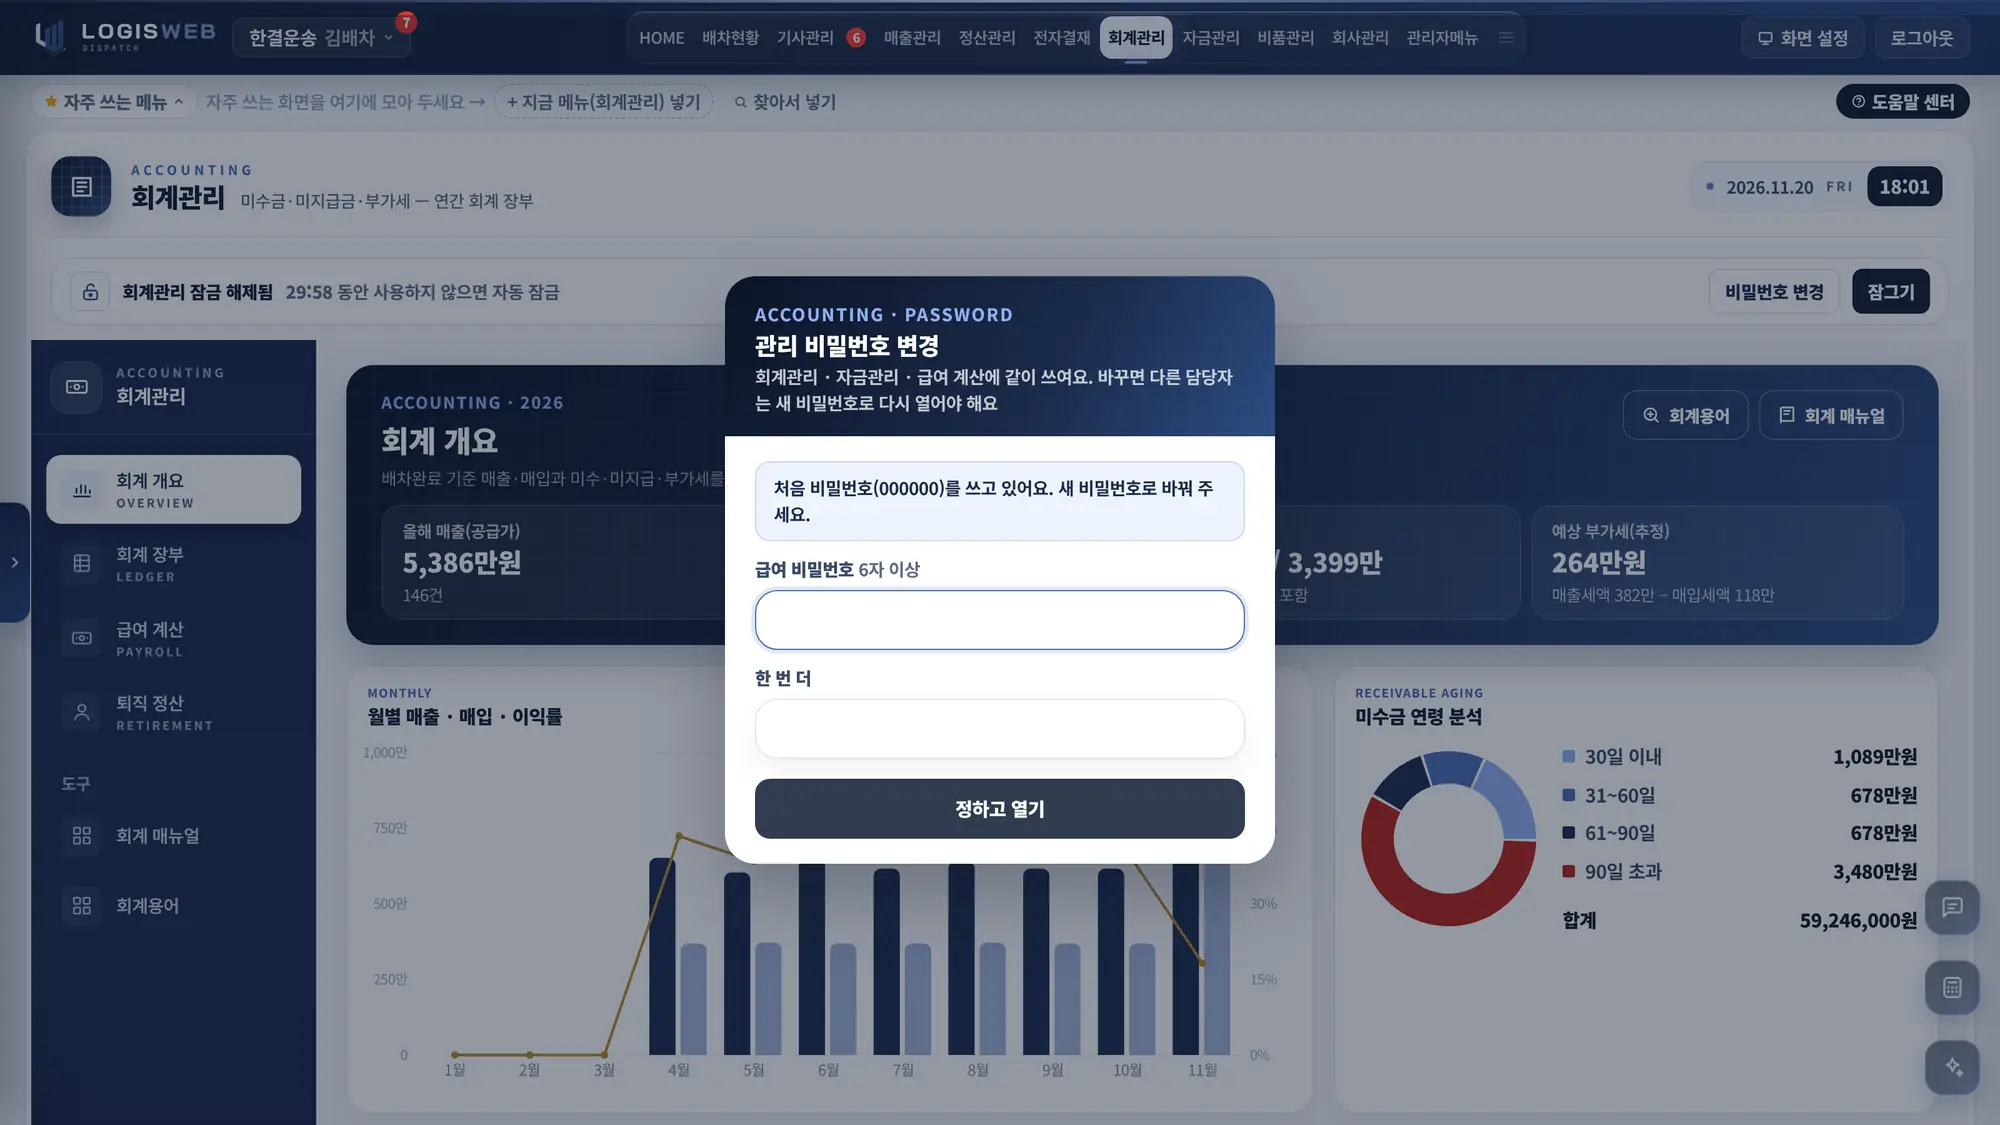 LOGISWEB
DISPATCH
한결운송 김배차
7
HOME 배차현황 기사관리 6 매출관리 정산관리 전자결재 회계관리 자금관리 비품관리 회사관리 관리자메뉴
화면 설정
로그아웃
자주 쓰는 메뉴
자주 쓰는 화면을 여기에 모아 두세요 →
+ 지금 메뉴(회계관리) 넣기
찾아서 넣기
도움말 센터
ACCOUNTING
회계관리 미수금·미지급금·부가세 — 연간 회계 장부
2026.11.20 FRI 18:01
회계관리 잠금 해제됨 29:58 동안 사용하지 않으면 자동 잠금
비밀번호 변경
잠그기
ACCOUNTING
회계관리
회계 개요
OVERVIEW
회계 장부
LEDGER
급여 계산
PAYROLL
퇴직 정산
RETIREMENT
도구
회계 매뉴얼
회계용어
ACCOUNTING · 2026
회계 개요
배차완료 기준 매출·매입과 미수·미지급·부가세를
회계용어
회계 매뉴얼
올해 매출(공급가)
5,386만원
146건
/ 3,399만
포함
예상 부가세(추정)
264만원
매출세액 382만 − 매입세액 118만
ACCOUNTING · PASSWORD
관리 비밀번호 변경
회계관리 · 자금관리 · 급여 계산에 같이 쓰여요. 바꾸면 다른 담당자
는 새 비밀번호로 다시 열어야 해요
처음 비밀번호(000000)를 쓰고 있어요. 새 비밀번호로 바꿔 주
세요.
급여 비밀번호 6자 이상
한 번 더
정하고 열기
MONTHLY
월별 매출 · 매입 · 이익률
1,000만
750만
500만
250만
0
30%
15%
0%
1월 2월 3월 4월 5월 6월 7월 8월 9월 10월 11월
RECEIVABLE AGING
미수금 연령 분석
30일 이내 1,089만원
31~60일 678만원
61~90일 678만원
90일 초과 3,480만원
합계 59,246,000원